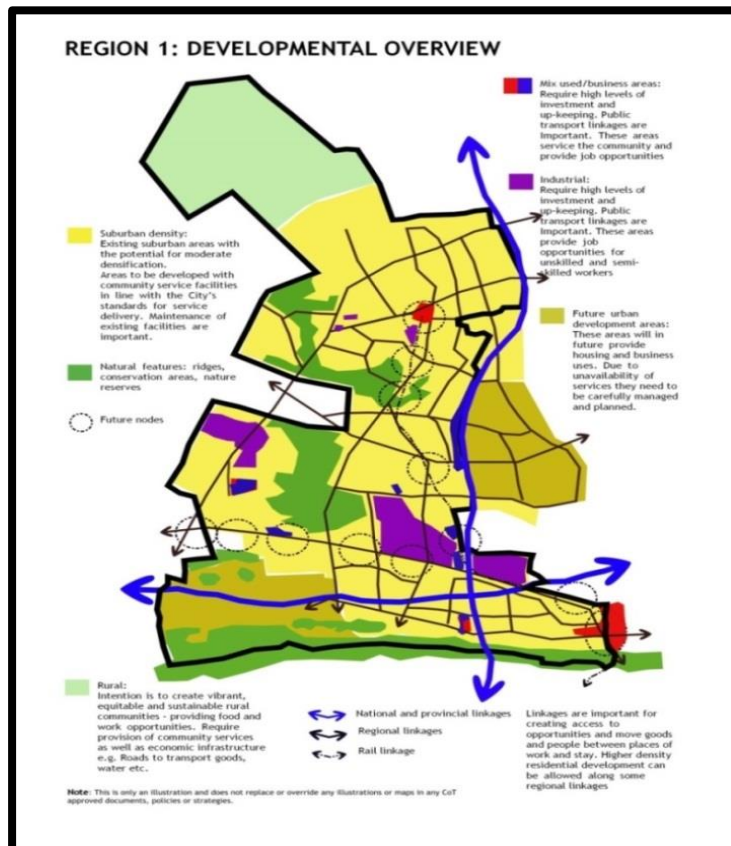 REGION 1: DEVELOPMENTAL OVERVIEW
Mix used/business areas:
Require high levels of
investment and
up-keeping. Public
transport linkages are
Important. These areas
service the community and
provide job opportunities
Industrial:
Require high levels of
investment and
up-keeping. Public
transport linkages are
Important. These areas
provide job
opportunities for
unskilled and semi-
skilled workers
Suburban density:
Existing suburban areas with
the potential for moderate
densification.
Areas to be developed with
community service facilities
in line with the City's
standards for service
delivery. Maintenance of
existing facilities are
important.
Future urban
development areas:
These areas will in
future provide
housing and business
uses. Due to
unavailability of
services they need to
be carefully managed
and planned.
Natural features: ridges,
conservation areas, nature
reserves
Future nodes
Rural:
Intention is to create vibrant,
equitable and sustainable rural
communities - providing food and
work opportunities. Require
provision of community services
as well as economic infrastructure
e.g. Roads to transport goods,
water etc.
National and provincial linkages
Regional linkages
Rail linkage
Linkages are important for
creating access to
opportunities and move goods
and people between places of
work and stay. Higher density
residential development can
be allowed along some
regional linkages
Note: This is only an illustration and does not replace or override any illustrations or maps in any CoT
approved documents, policies or strategies.